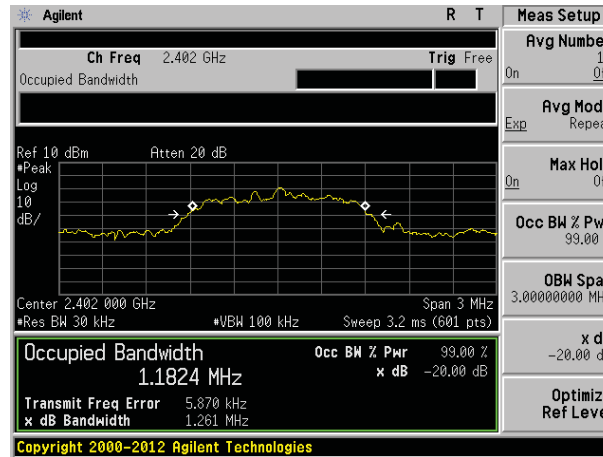 Agilent R T Meas Setup
Ch Freq 2.402 GHz Trig Free
Occupied Bandwidth
Avg Numbe
1
On
Avg Mod
Exp Repea
Ref 10 dBm Atten 20 dB
#Peak
Log
10
dB/
Max Hol
On
Occ BW % Pw
99.00
OBW Spa
3.00000000 MH
Center 2.402 000 GHz Span 3 MHz
#Res BW 30 kHz #VBW 100 kHz Sweep 3.2 ms (601 pts)
Occupied Bandwidth Occ BW % Pwr 99.00 %
1.1824 MHz x dB -20.00 dB
Transmit Freq Error 5.870 kHz
x dB Bandwidth 1.261 MHz
x d
-20.00 d
Optimiz
Ref Leve
Copyright 2000-2012 Agilent Technologies